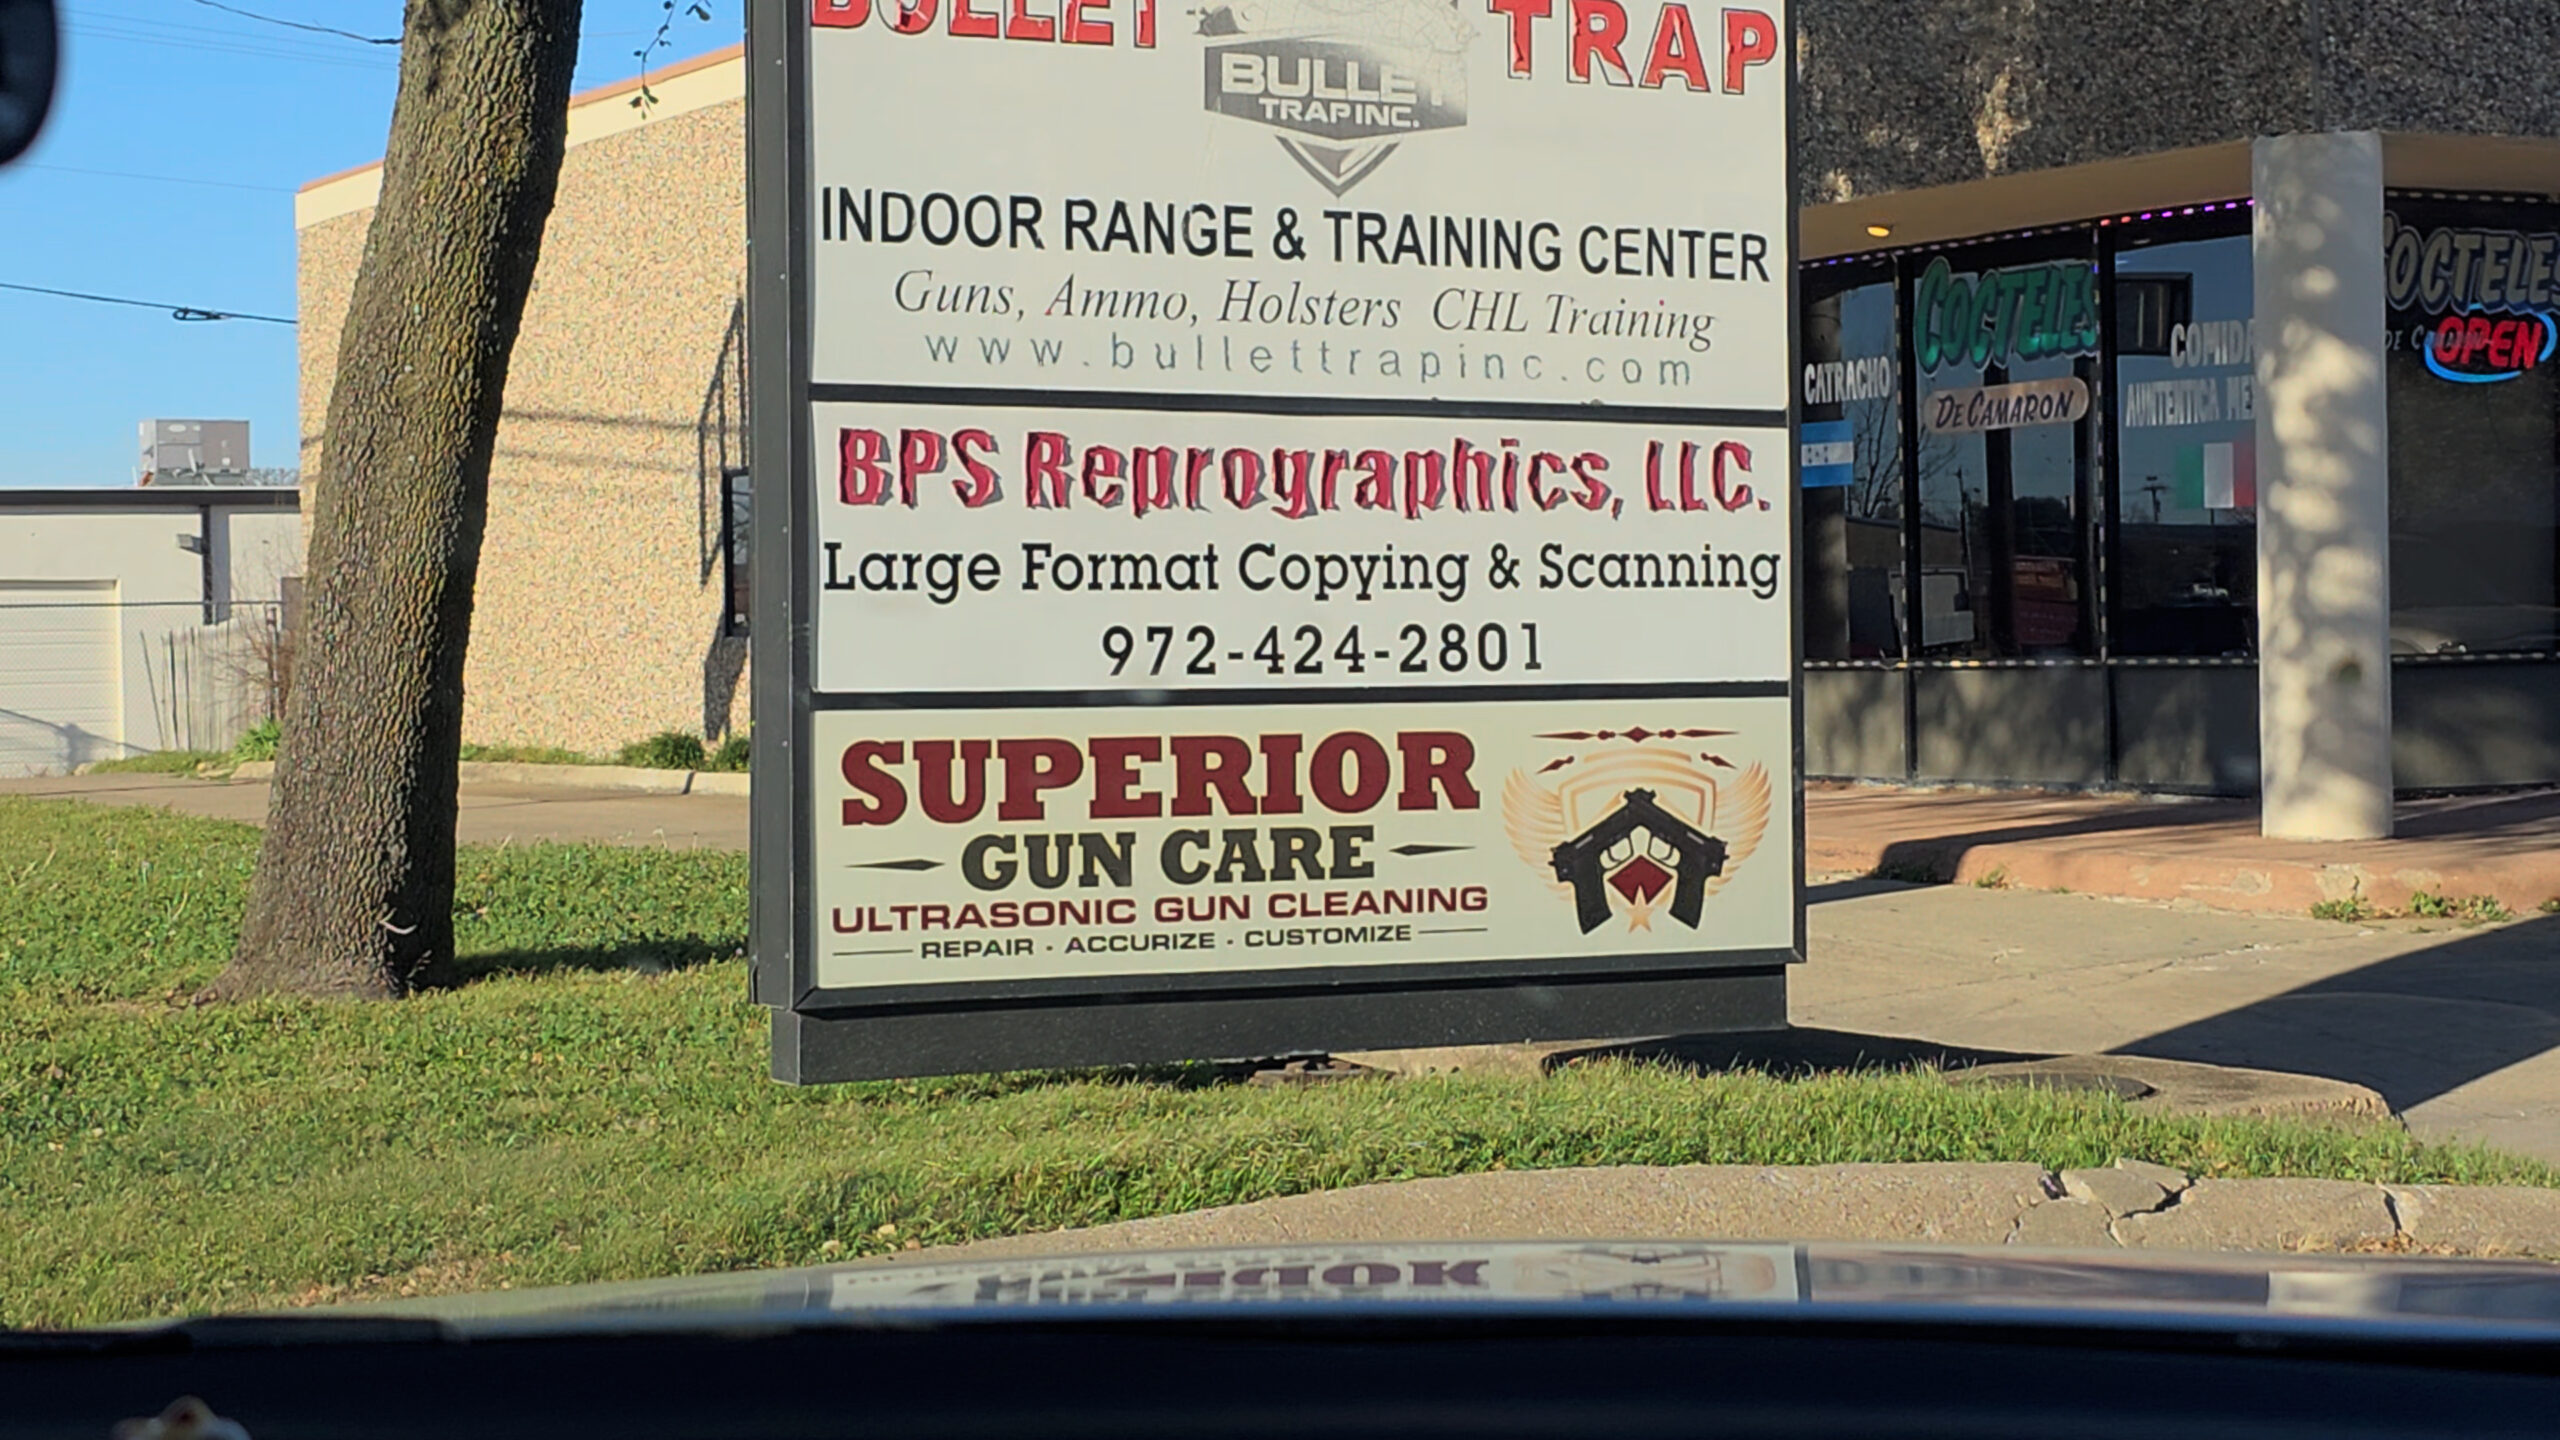 BULLET TRAP
BULLET
TRAP INC.
INDOOR RANGE & TRAINING CENTER
Guns, Ammo, Holsters CHL Training
www.bullettrapinc.com
BPS Reprographics, LLC.
Large Format Copying & Scanning
972-424-2801
SUPERIOR
GUN CARE
ULTRASONIC GUN CLEANING
REPAIR - ACCURIZE - CUSTOMIZE
CATRACHO
COCTELES
DE CAMARON
COMIDA
AUNTENTICA
COCTELES
OPEN